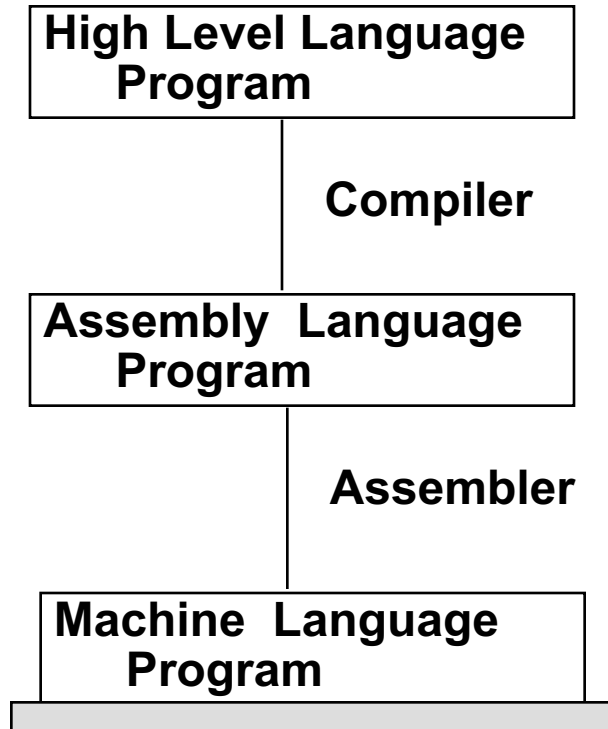 High Level Language
Program
Compiler
Assembly Language
Program
Assembler
Machine Language
Program